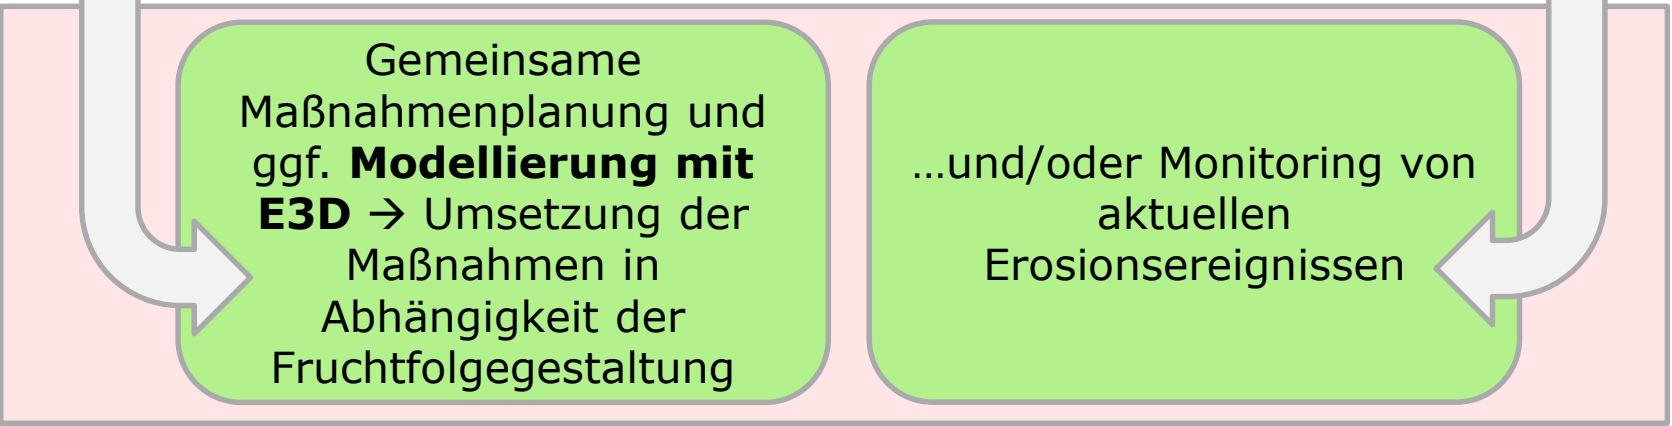 Gemeinsame
Maßnahmenplanung und
ggf. Modellierung mit
E3D → Umsetzung der
Maßnahmen in
Abhängigkeit der
Fruchtfolgegestaltung
…und/oder Monitoring von
aktuellen
Erosionsereignissen